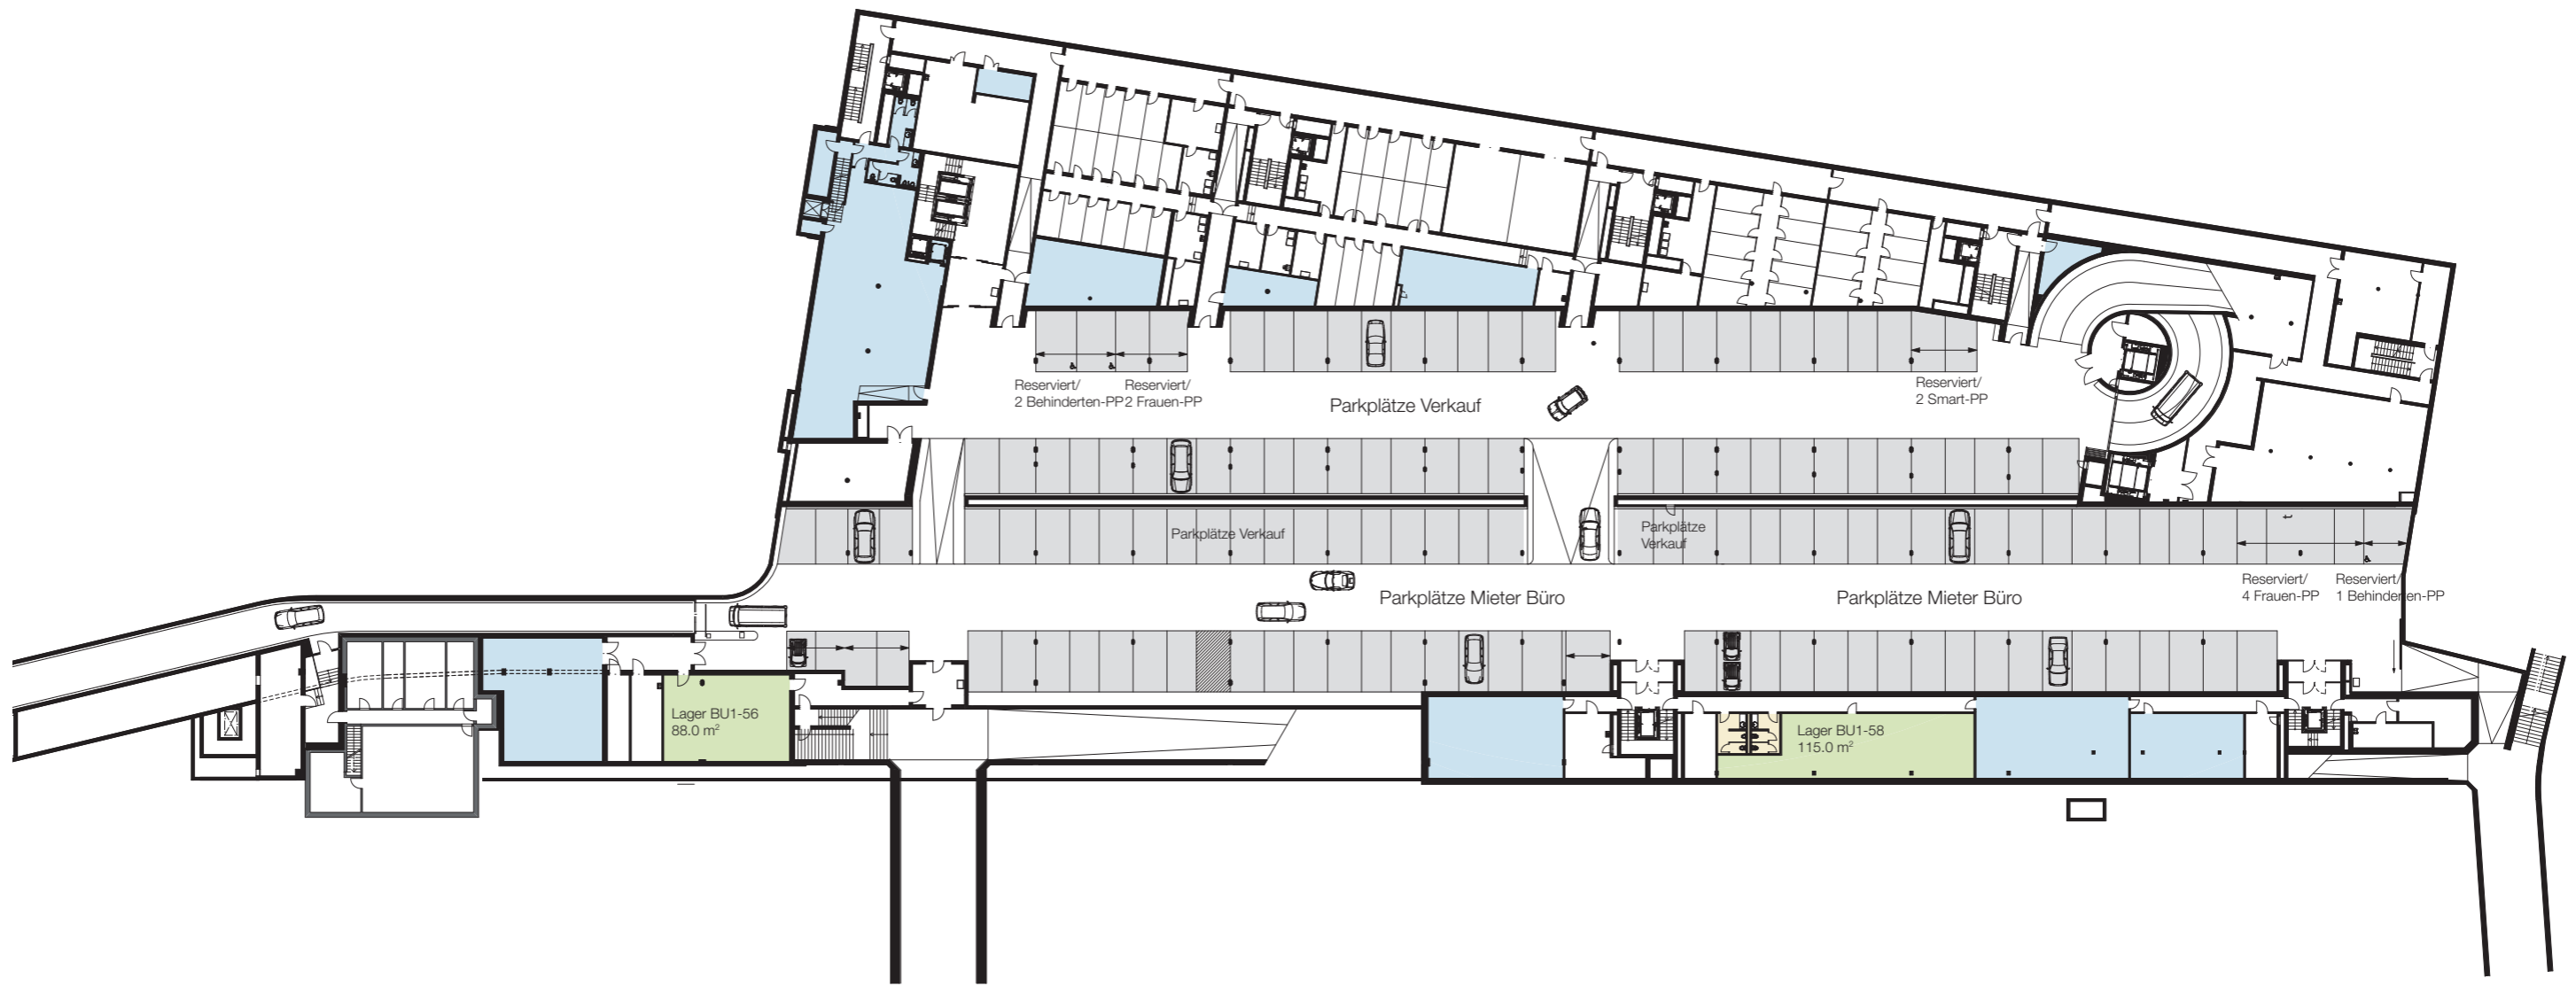 Reserviert/
2 Behinderten-PP
Reserviert/
2 Frauen-PP
Parkplätze Verkauf
Reserviert/
2 Smart-PP
Parkplätze Verkauf
Parkplätze
Verkauf
Parkplätze Mieter Büro
Parkplätze Mieter Büro
Reserviert/
4 Frauen-PP
Reserviert/
1 Behinderten-PP
Lager BU1-56
88.0 m²
Lager BU1-58
115.0 m²